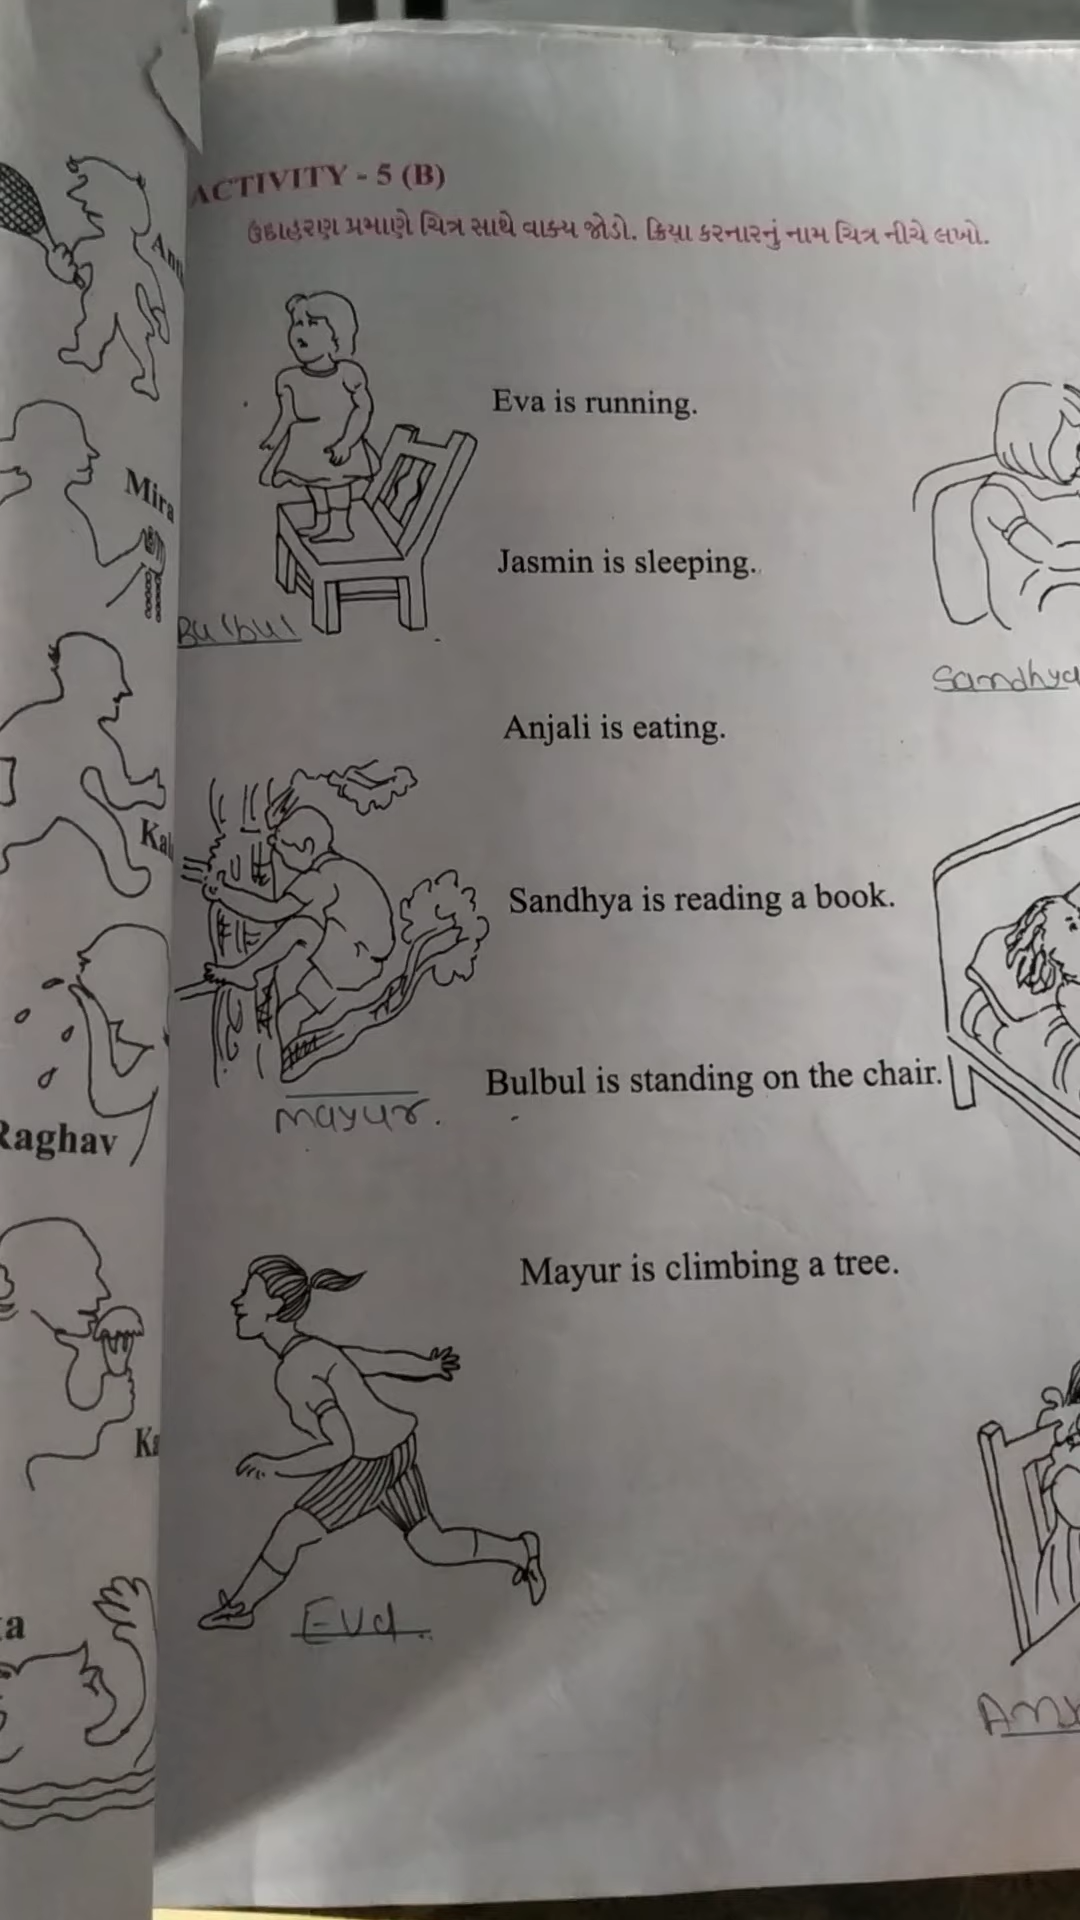 ACTIVITY - 5 (B)
ઉદાહરણ પ્રમાણે ચિત્ર સાથે વાક્ય જોડો. ક્રિયા કરનારનું નામ ચિત્ર નીચે લખો.
Eva is running.
Jasmin is sleeping.
Bulbul
Sandhya
Anjali is eating.
Sandhya is reading a book.
Bulbul is standing on the chair.
Mayur.
Mayur is climbing a tree.
Eva.
Mira
Raghav